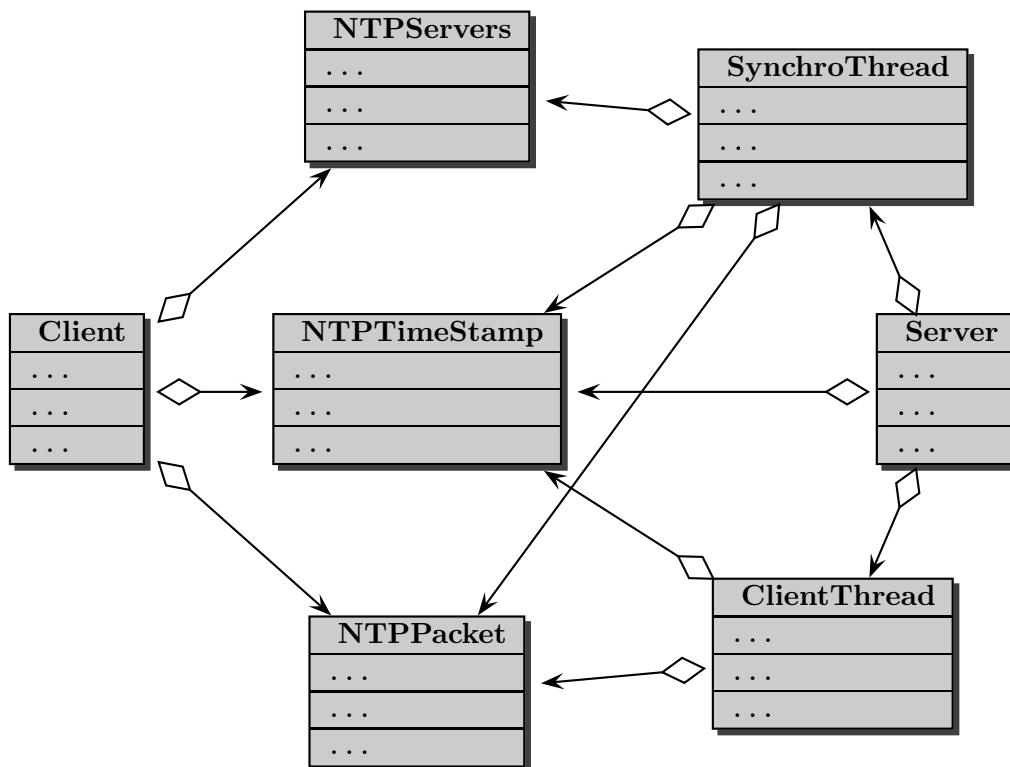 NTPServers
. . .
. . .
. . .
SynchroThread
. . .
. . .
. . .
Client
. . .
. . .
. . .
NTPTimeStamp
. . .
. . .
. . .
Server
. . .
. . .
. . .
NTPPacket
. . .
. . .
. . .
ClientThread
. . .
. . .
. . .